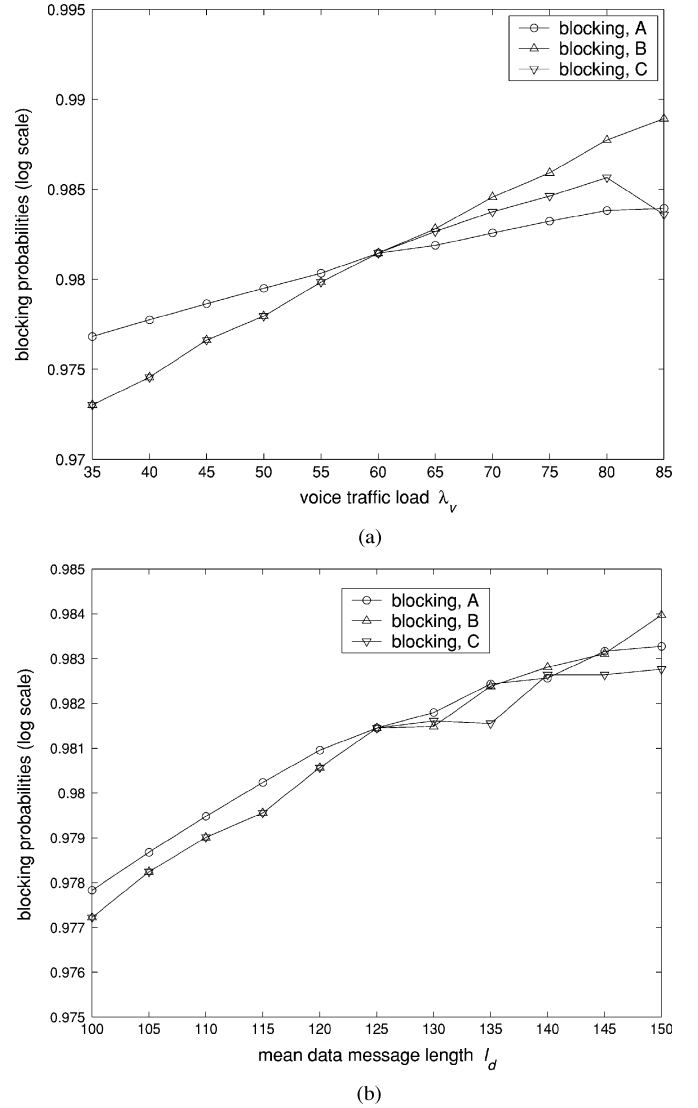 0.995
0.99
0.985
0.98
0.975
0.97
blocking probabilities (log scale)
blocking, A
blocking, B
blocking, C
35 40 45 50 55 60 65 70 75 80 85
voice traffic load λv
(a)
0.985
0.984
0.983
0.982
0.981
0.98
0.979
0.978
0.977
0.976
0.975
blocking probabilities (log scale)
blocking, A
blocking, B
blocking, C
100 105 110 115 120 125 130 135 140 145 150
mean data message length ld
(b)